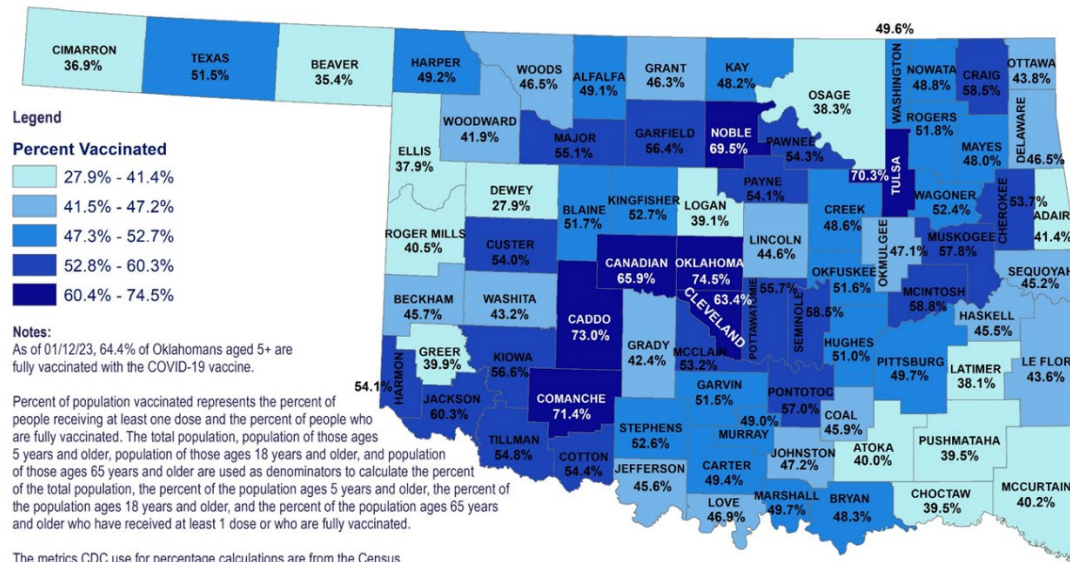 49.6%
CIMARRON
36.9%
TEXAS
51.5%
BEAVER
35.4%
HARPER
49.2%
WOODS
46.5%
ALFALFA
49.1%
GRANT
46.3%
KAY
48.2%
OSAGE
38.3%
WASHINGTON
NOWATA
48.8%
CRAIG
58.5%
OTTAWA
43.8%
Legend
Percent Vaccinated
27.9% - 41.4%
41.5% - 47.2%
47.3% - 52.7%
52.8% - 60.3%
60.4% - 74.5%
ELLIS
37.9%
WOODWARD
41.9%
MAJOR
55.1%
GARFIELD
56.4%
NOBLE
69.5%
PAWNEE
54.3%
ROGERS
51.8%
MAYES
48.0%
DELAWARE
46.5%
DEWEY
27.9%
BLAINE
51.7%
KINGFISHER
52.7%
LOGAN
39.1%
PAYNE
54.1%
CREEK
48.6%
70.3%
TULSA
WAGONER
52.4%
CHEROKEE
53.7%
ADAIR
41.4%
ROGER MILLS
40.5%
CUSTER
54.0%
CANADIAN
65.9%
OKLAHOMA
74.5%
LINCOLN
44.6%
OKMULGEE
47.1%
MUSKOGEE
57.8%
SEQUOYAH
45.2%
BECKHAM
45.7%
WASHITA
43.2%
CADDO
73.0%
GRADY
42.4%
CLEVELAND
63.4%
POTTAWATOMIE
55.7%
SEMINOLE
58.5%
OKFUSKEE
51.6%
MCINTOSH
58.8%
HASKELL
45.5%
HUGHES
51.0%
PITTSBURG
49.7%
LATIMER
38.1%
LE FLOR
43.6%
Notes:
As of 01/12/23, 64.4% of Oklahomans aged 5+ are
fully vaccinated with the COVID-19 vaccine.
GREER
39.9%
HARMON
54.1%
KIOWA
56.6%
JACKSON
60.3%
COMANCHE
71.4%
MCCLAIN
53.2%
GARVIN
51.5%
PONTOTOC
57.0%
COAL
45.9%
TILLMAN
54.8%
COTTON
54.4%
STEPHENS
52.6%
49.0%
MURRAY
JOHNSTON
47.2%
ATOKA
40.0%
PUSHMATAHA
39.5%
MCCURTAIN
40.2%
JEFFERSON
45.6%
CARTER
49.4%
LOVE
46.9%
MARSHALL
49.7%
BRYAN
48.3%
CHOCTAW
39.5%
Percent of population vaccinated represents the percent of
people receiving at least one dose and the percent of people who
are fully vaccinated. The total population, population of those ages
5 years and older, population of those ages 18 years and older, and population
of those ages 65 years and older are used as denominators to calculate the percent
of the total population, the percent of the population ages 5 years and older, the percent of
the population ages 18 years and older, and the percent of the population ages 65 years
and older who have received at least 1 dose or who are fully vaccinated.
The metrics CDC use for percentage calculations are from the Census